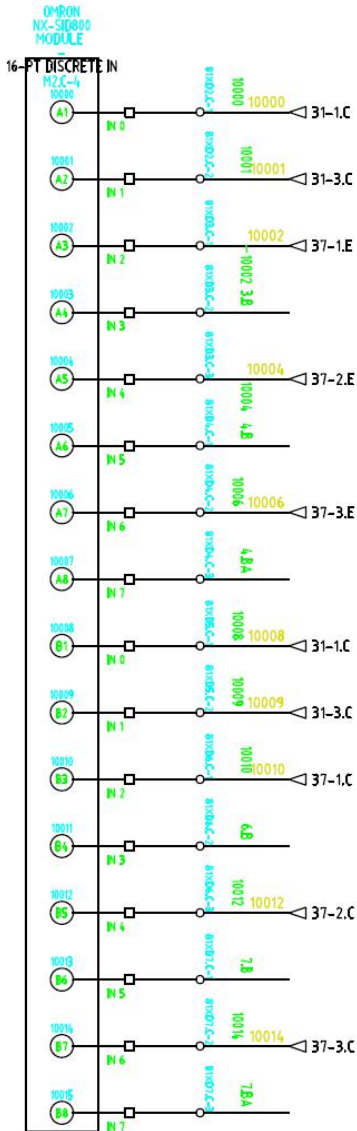 OMRON
NX-SID800
MODULE
-
16-PT DISCRETE IN
M2.C-4
10000
A1 IN 0 10000 10000 31-1.C
10001
A2 IN 1 10001 10001 31-3.C
10002
A3 IN 2 10002 37-1.E
10003
A4 IN 3 10002 3.B
10004
A5 IN 4 10004 37-2.E
10005
A6 IN 5 10004 4.B
10006
A7 IN 6 10006 10006 37-3.E
10007
A8 IN 7 4.B.A
10008
B1 IN 0 10008 10008 31-1.C
10009
B2 IN 1 10009 10009 31-3.C
10010
B3 IN 2 10010 10010 37-1.C
10011
B4 IN 3 6.B
10012
B5 IN 4 10012 10012 37-2.C
10013
B6 IN 5 7.B
10014
B7 IN 6 10014 10014 37-3.C
10015
B8 IN 7 7.B.A